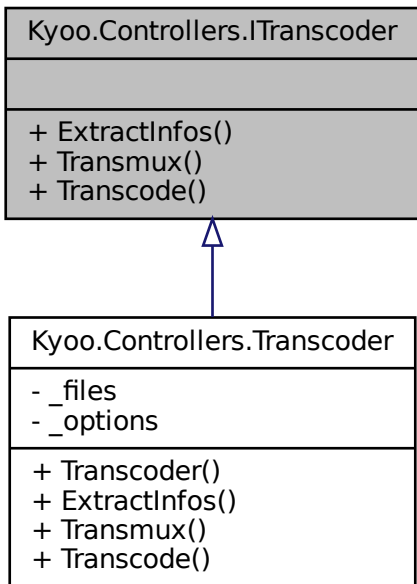 Kyoo.Controllers.ITranscoder
+ ExtractInfos()
+ Transmux()
+ Transcode()
Kyoo.Controllers.Transcoder
- _files
- _options
+ Transcoder()
+ ExtractInfos()
+ Transmux()
+ Transcode()